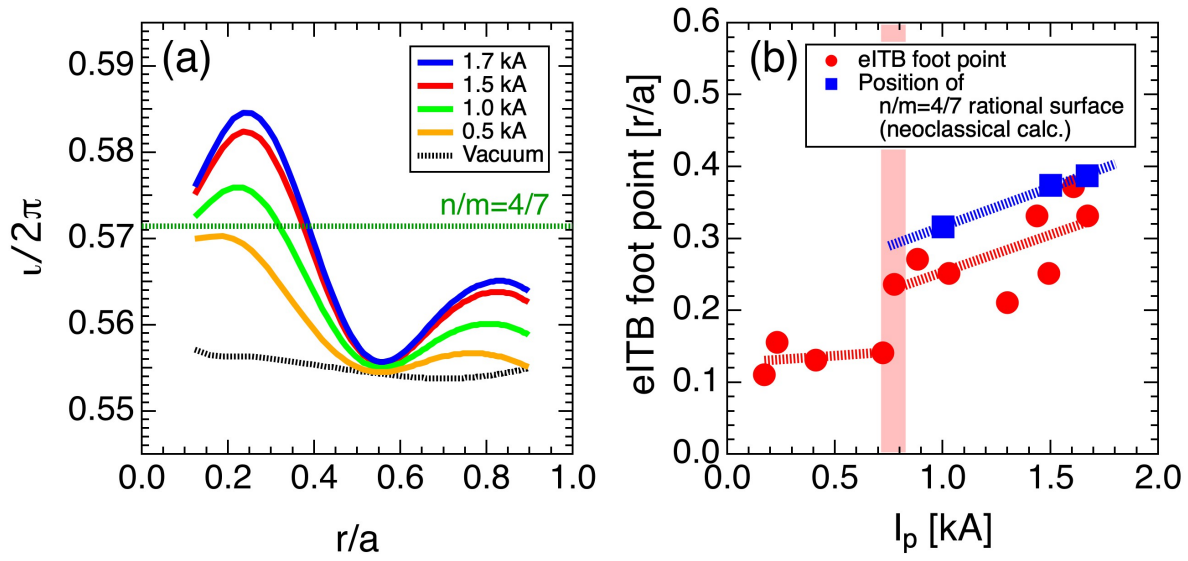 (a)
1.7 kA
1.5 kA
1.0 kA
0.5 kA
Vacuum
n/m=4/7
0.59
0.58
0.57
0.56
0.55
ι/2π
0.0 0.2 0.4 0.6 0.8 1.0
r/a
(b)
eITB foot point
Position of
n/m=4/7 rational surface
(neoclassical calc.)
0.6
0.5
0.4
0.3
0.2
0.1
0.0
eITB foot point [r/a]
0.0 0.5 1.0 1.5 2.0
Ip [kA]